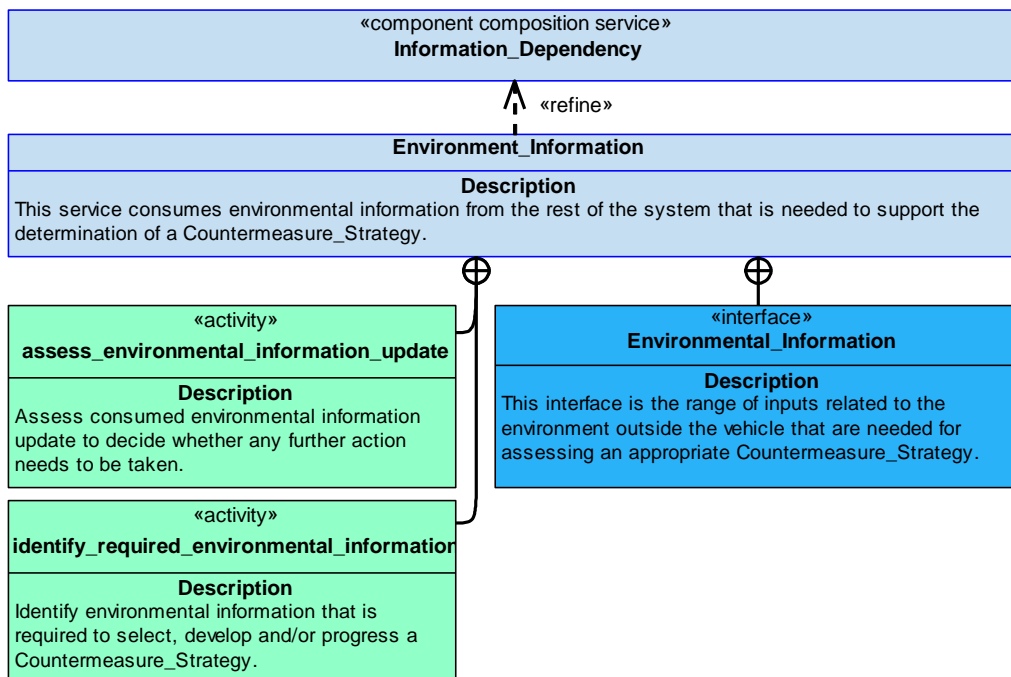 «component composition service»
Information_Dependency
«refine»
Environment_Information
Description
This service consumes environmental information from the rest of the system that is needed to support the
determination of a Countermeasure_Strategy.
«activity»
assess_environmental_information_update
Description
Assess consumed environmental information
update to decide whether any further action
needs to be taken.
«interface»
Environmental_Information
Description
This interface is the range of inputs related to the
environment outside the vehicle that are needed for
assessing an appropriate Countermeasure_Strategy.
«activity»
identify_required_environmental_information
Description
Identify environmental information that is
required to select, develop and/or progress a
Countermeasure_Strategy.